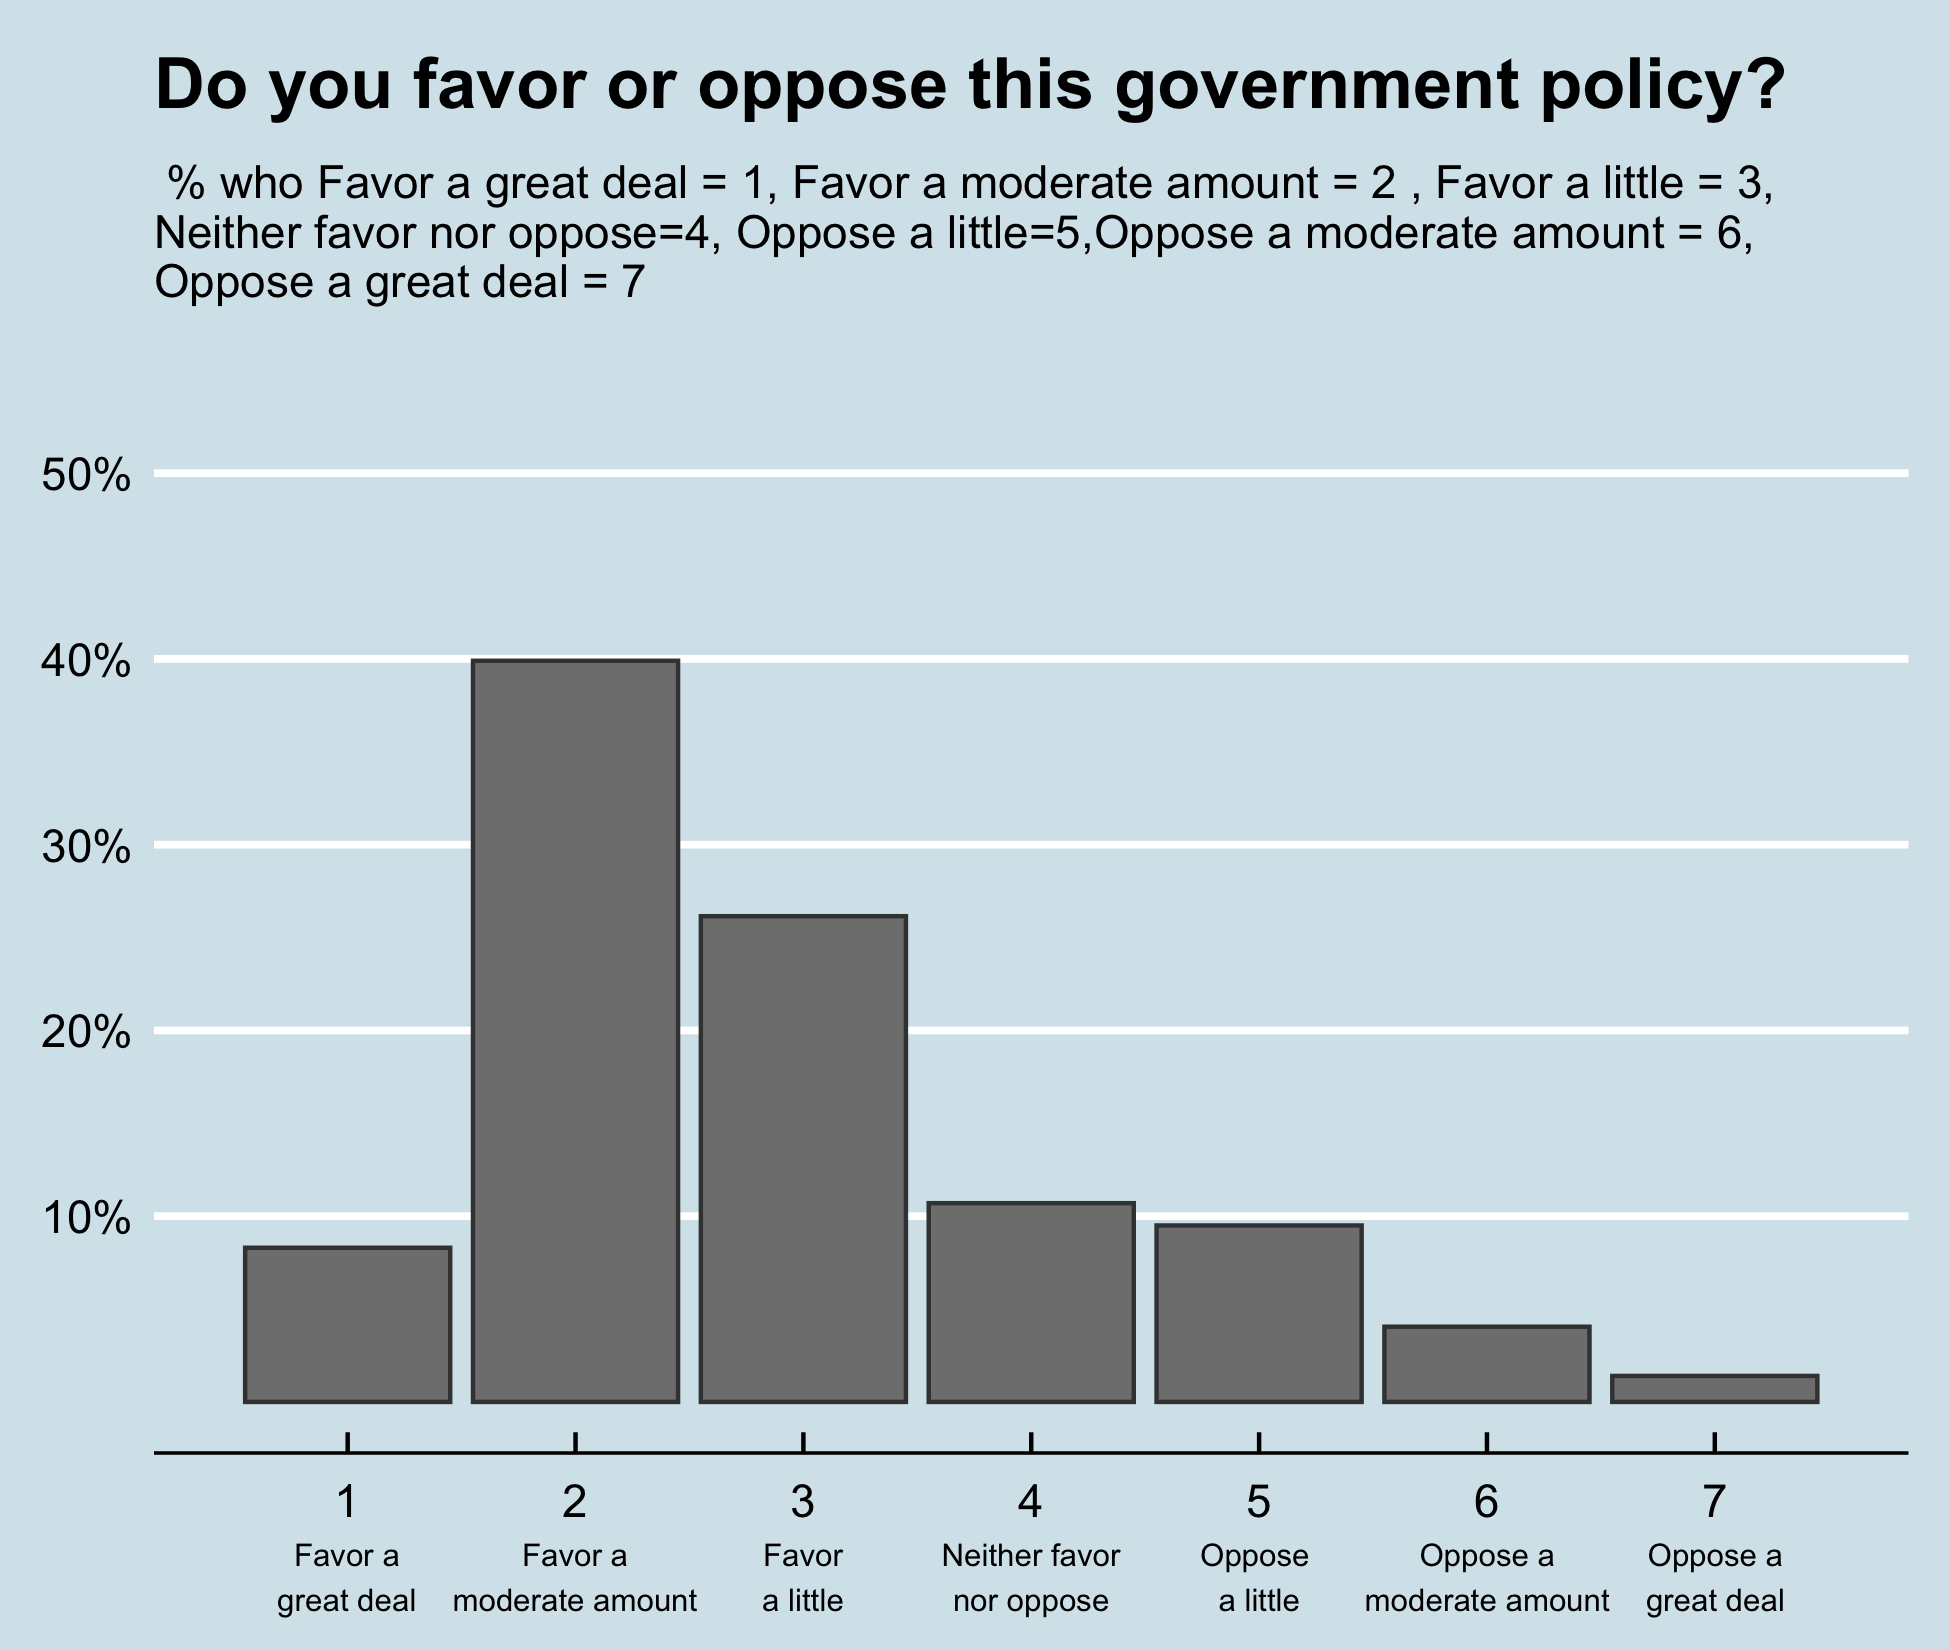 Do you favor or oppose this government policy?
% who Favor a great deal = 1, Favor a moderate amount = 2 , Favor a little = 3,
Neither favor nor oppose=4, Oppose a little=5,Oppose a moderate amount = 6,
Oppose a great deal = 7
50%
40%
30%
20%
10%
1 2 3 4 5 6 7
Favor a Favor a Favor Neither favor Oppose Oppose a Oppose a
great deal moderate amount a little nor oppose a little moderate amount great deal